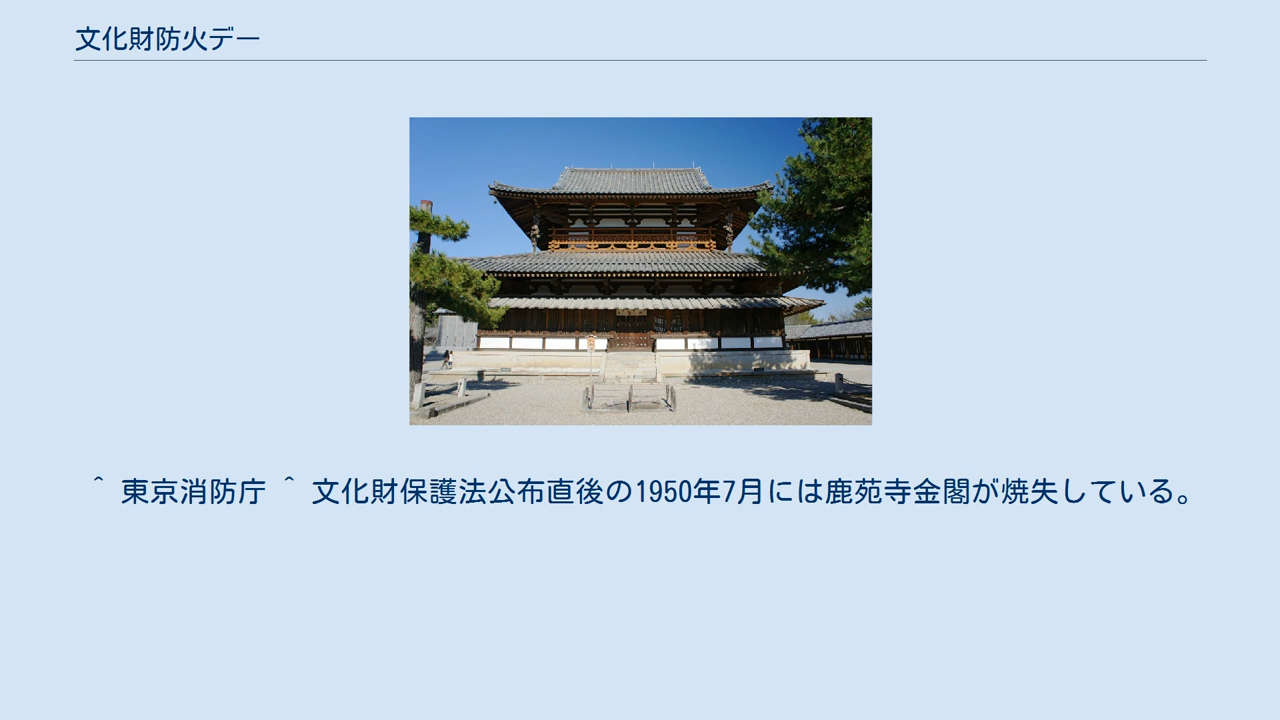 文化財防火デー
^ 東京消防庁 ^ 文化財保護法公布直後の1950年7月には鹿苑寺金閣が焼失している。